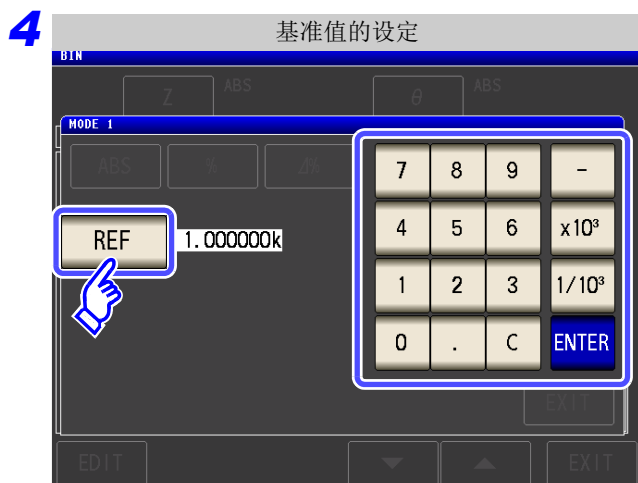 4 基准值的设定
BIN
Z ABS θ ABS
MODE 1
ABS % Δ%
7 8 9 -
REF 1.000000k 4 5 6 x10³
1 2 3 1/10³
0 . C ENTER
EXIT
EDIT EXIT